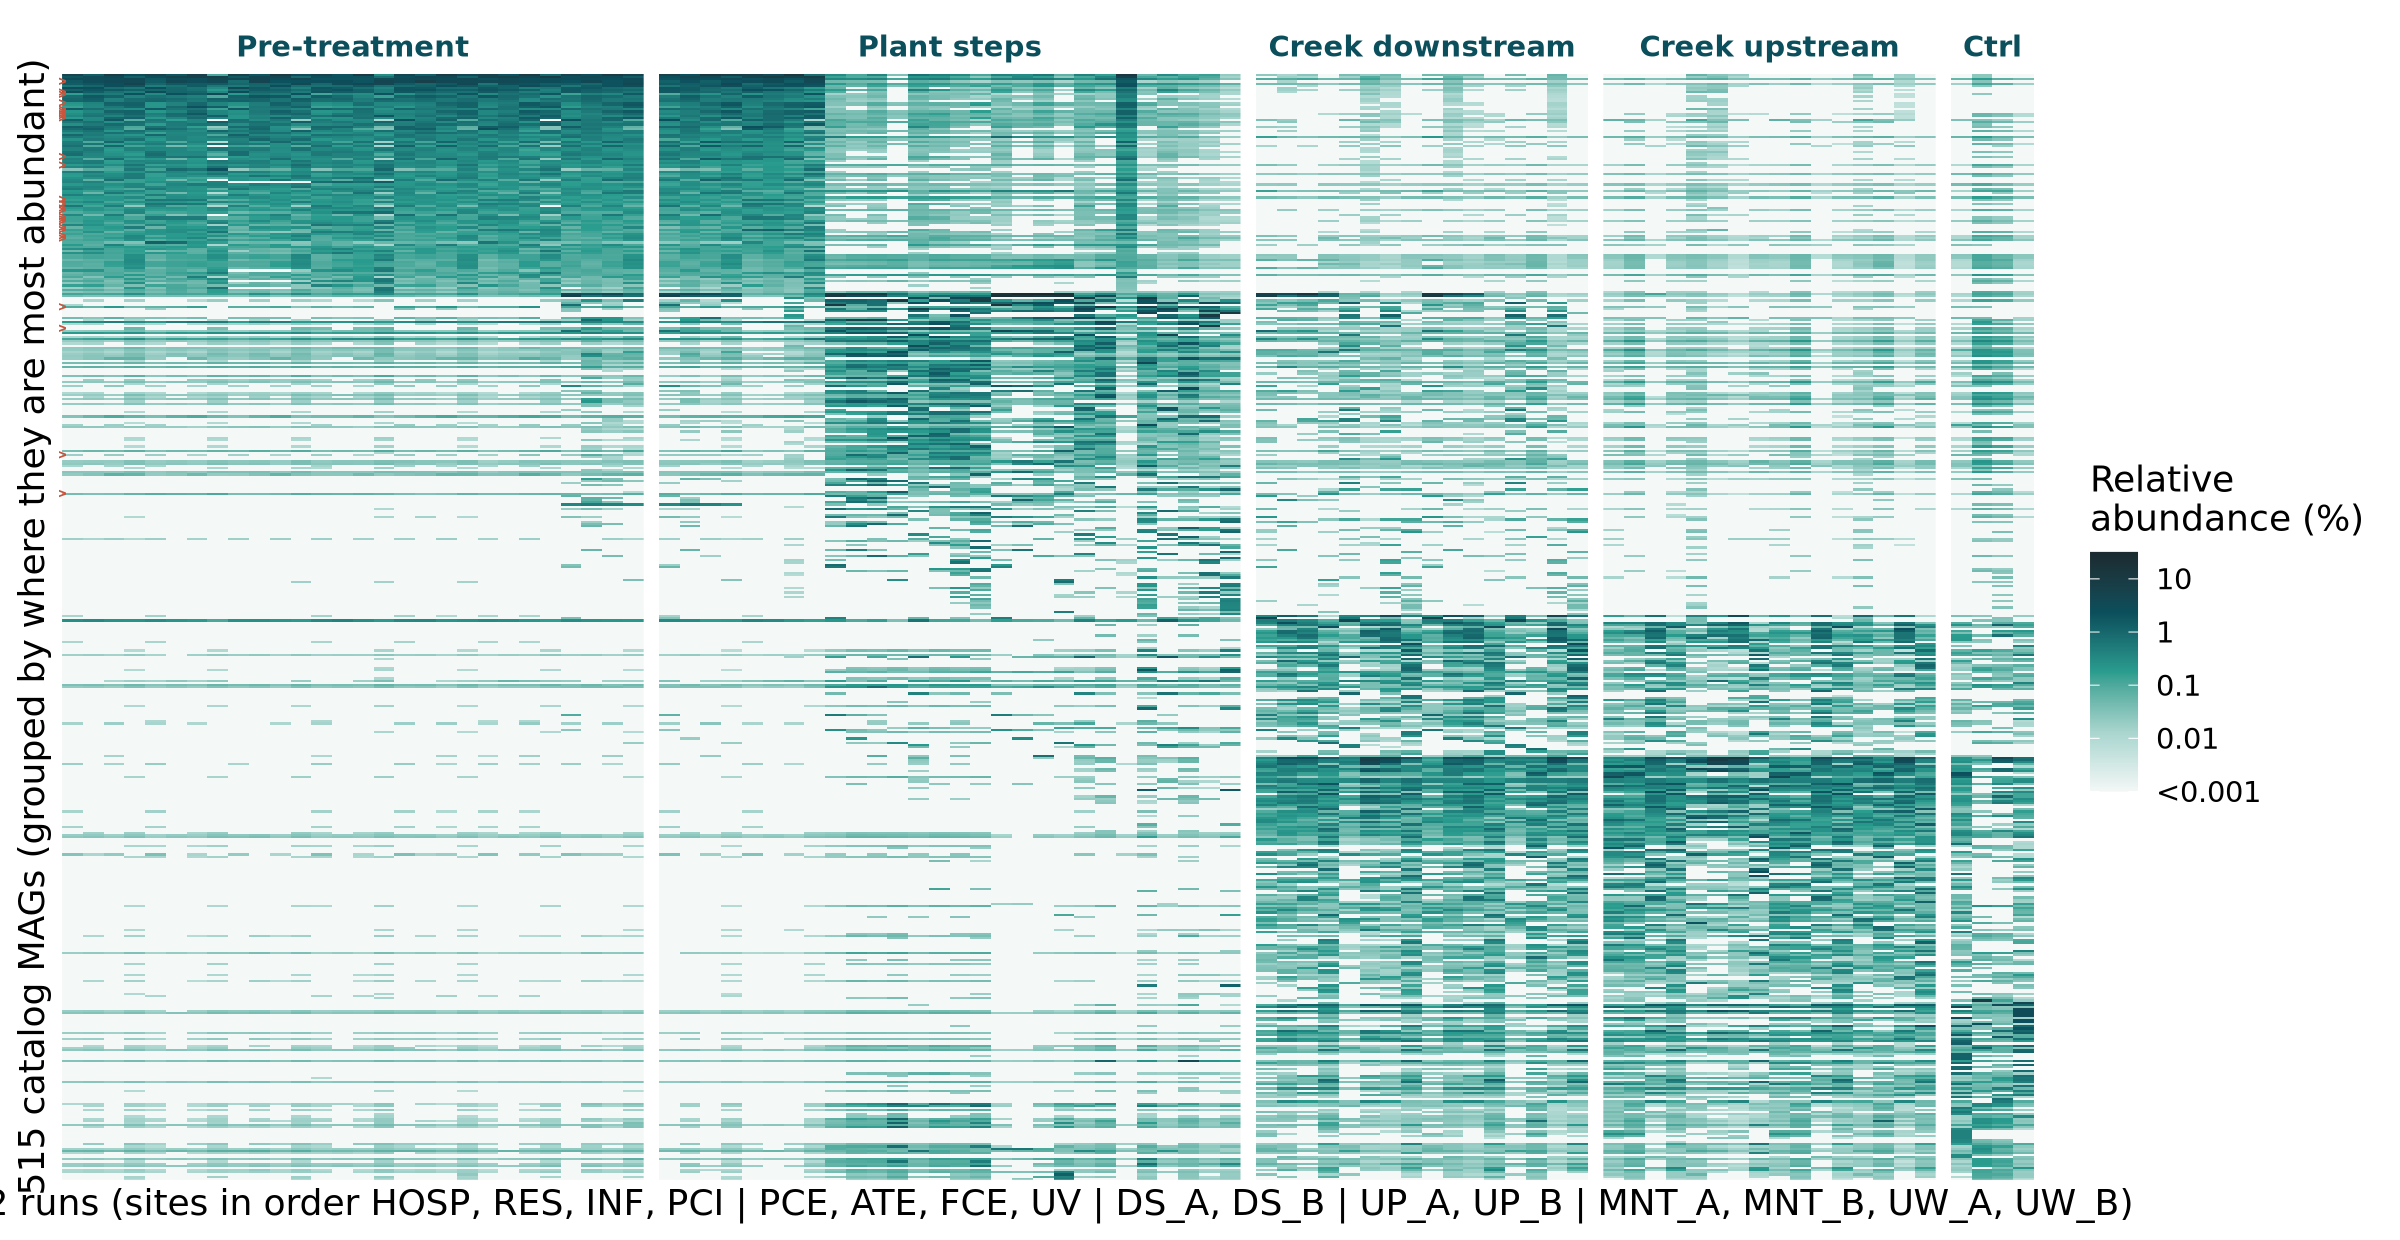 Pre-treatment
Plant steps
Creek downstream
Creek upstream
Ctrl
5515 catalog MAGs (grouped by where they are most abundant)
Relative
abundance (%)
10
1
0.1
0.01
<0.001
runs (sites in order HOSP, RES, INF, PCI | PCE, ATE, FCE, UV | DS_A, DS_B | UP_A, UP_B | MNT_A, MNT_B, UW_A, UW_B)